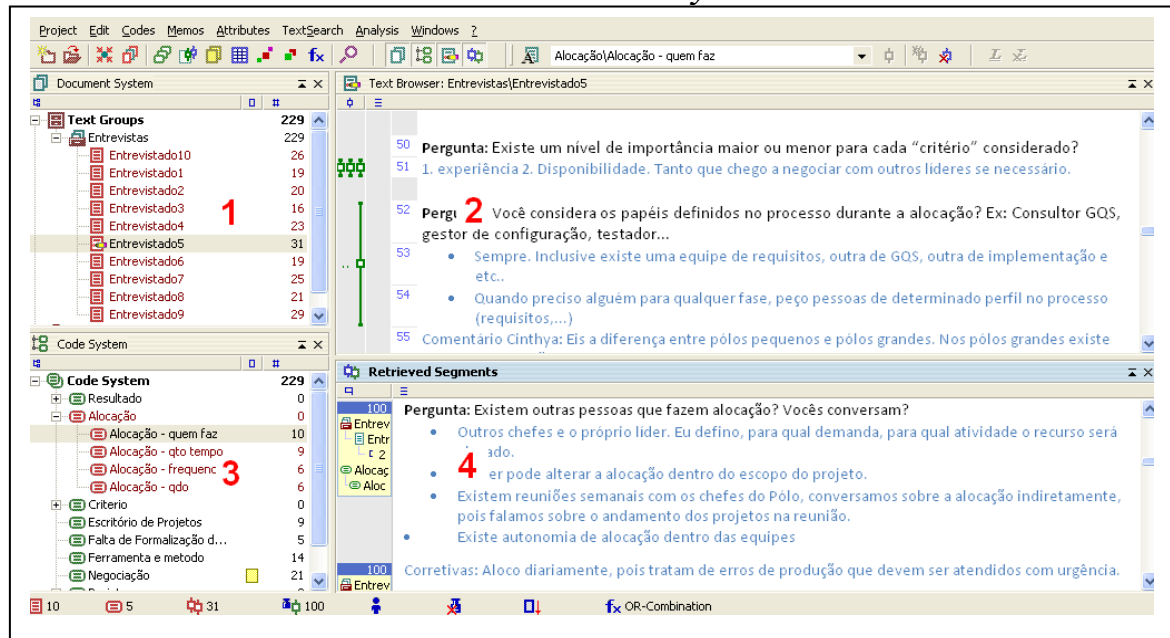 Project Edit Codes Memos Attributes TextSearch Analysis Windows ?
Alocação\Alocação - quem faz
Document System
Text Groups 229
Entrevistas 229
Entrevistado10 26
Entrevistado1 19
Entrevistado2 20
Entrevistado3 16
Entrevistado4 23
Entrevistado5 31
Entrevistado6 19
Entrevistado7 25
Entrevistado8 21
Entrevistado9 29
1
Text Browser: Entrevistas\Entrevistado5
50 Pergunta: Existe um nível de importância maior ou menor para cada “critério” considerado?
51 1. experiência 2. Disponibilidade. Tanto que chego a negociar com outros líderes se necessário.
52 Pergu 2 Você considera os papéis definidos no processo durante a alocação? Ex: Consultor GQS,
gestor de configuração, testador...
53 • Sempre. Inclusive existe uma equipe de requisitos, outra de GQS, outra de implementação e
etc..
54 • Quando preciso alguém para qualquer fase, peço pessoas de determinado perfil no processo
(requisitos,...)
55 Comentário Cinthya: Eis a diferença entre pólos pequenos e pólos grandes. Nos pólos grandes existe
Code System
Code System 229
Resultado 0
Alocação 0
Alocação - quem faz 10
Alocação - qto tempo 9
Alocação - frequenc 6
Alocação - qdo 6
3
Criterio 0
Escritório de Projetos 9
Falta de Formalização d... 5
Ferramenta e metodo 14
Negociação 21
Retrieved Segments
100
Entrev
Entr
2
Alocaç
Aloc
Pergunta: Existem outras pessoas que fazem alocação? Vocês conversam?
• Outros chefes e o próprio líder. Eu defino, para qual demanda, para qual atividade o recurso será
ado.
• 4 er pode alterar a alocação dentro do escopo do projeto.
• Existem reuniões semanais com os chefes do Pólo, conversamos sobre a alocação indiretamente,
pois falamos sobre o andamento dos projetos na reunião.
• Existe autonomia de alocação dentro das equipes
100
Entrev
Corretivas: Aloco diariamente, pois tratam de erros de produção que devem ser atendidos com urgência.
10 5 31 100 fx OR-Combination